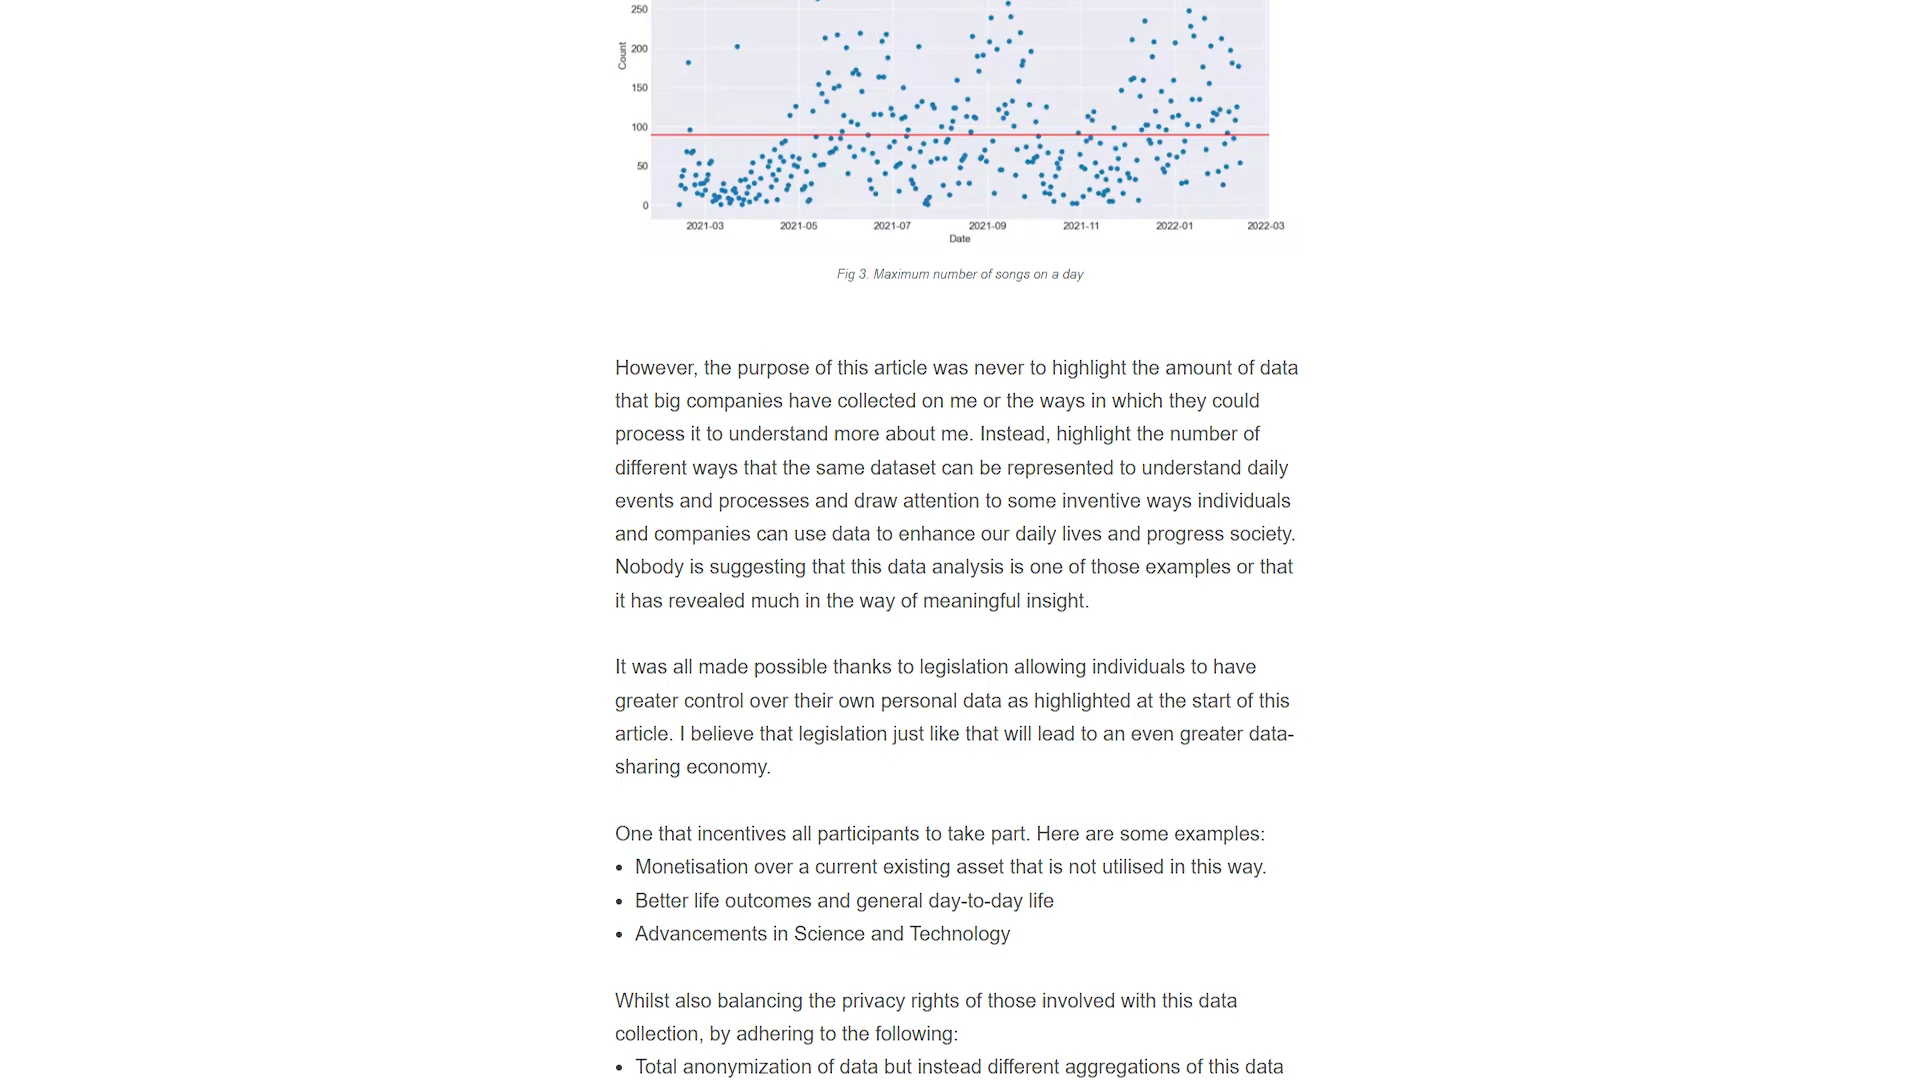 250
200
150
100
50
0
Count
2021-03 2021-05 2021-07 2021-09 2021-11 2022-01 2022-03
Date
Fig 3. Maximum number of songs on a day
However, the purpose of this article was never to highlight the amount of data
that big companies have collected on me or the ways in which they could
process it to understand more about me. Instead, highlight the number of
different ways that the same dataset can be represented to understand daily
events and processes and draw attention to some inventive ways individuals
and companies can use data to enhance our daily lives and progress society.
Nobody is suggesting that this data analysis is one of those examples or that
it has revealed much in the way of meaningful insight.
It was all made possible thanks to legislation allowing individuals to have
greater control over their own personal data as highlighted at the start of this
article. I believe that legislation just like that will lead to an even greater data-
sharing economy.
One that incentives all participants to take part. Here are some examples:
• Monetisation over a current existing asset that is not utilised in this way.
• Better life outcomes and general day-to-day life
• Advancements in Science and Technology
Whilst also balancing the privacy rights of those involved with this data
collection, by adhering to the following:
• Total anonymization of data but instead different aggregations of this data